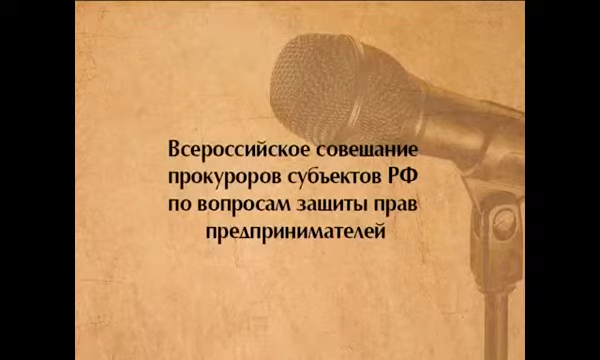 Всероссийское совещание
прокуроров субъектов РФ
по вопросам защиты прав
предпринимателей